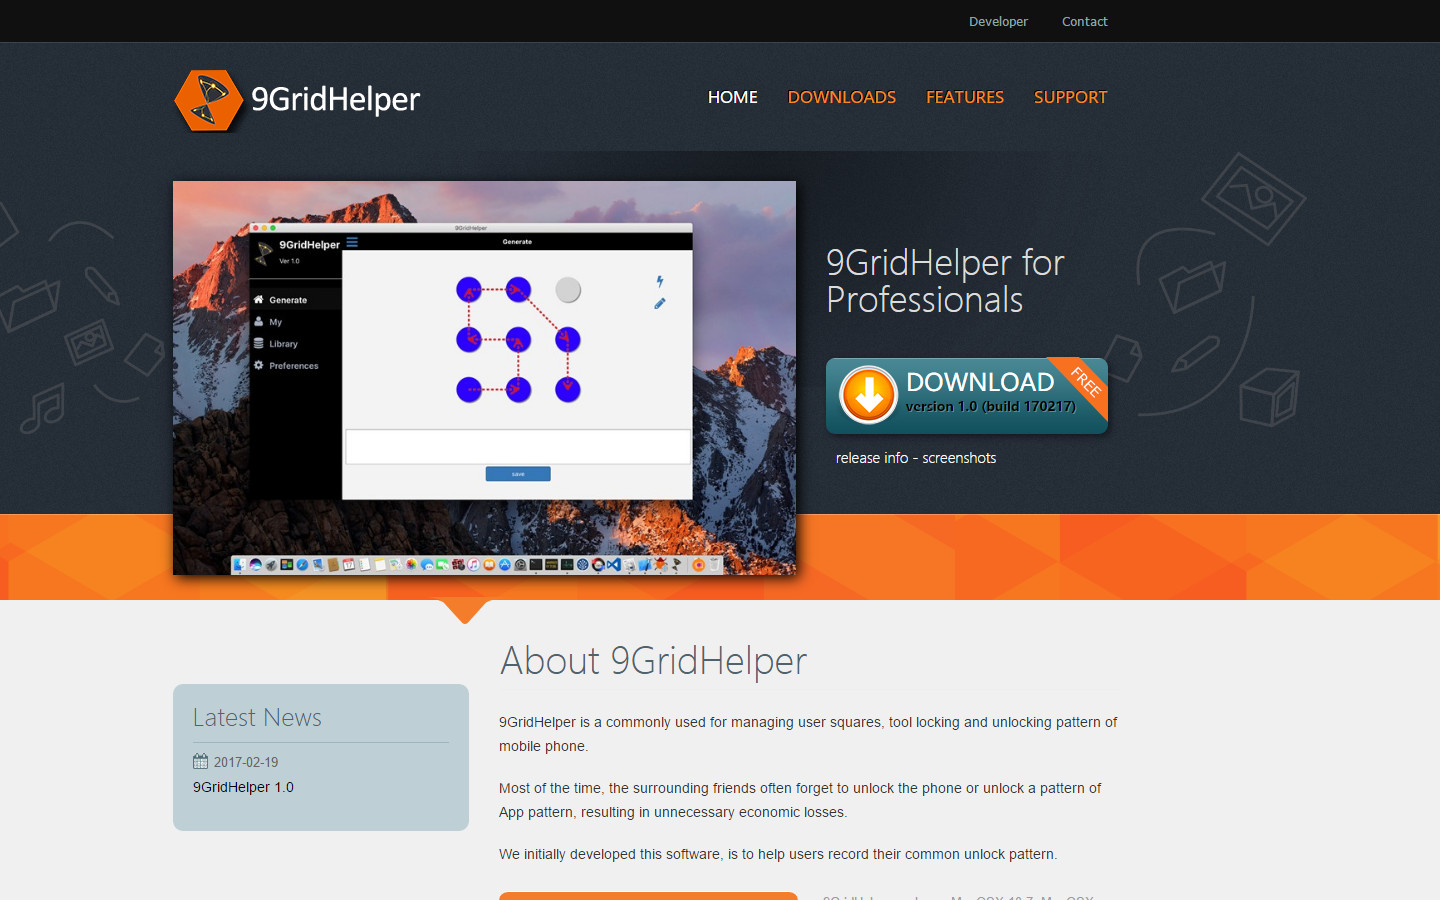 Developer Contact
9GridHelper
HOME DOWNLOADS FEATURES SUPPORT
9GridHelper
9GridHelper
Ver 1.0
Generate
Generate
My
Library
Preferences
save
9GridHelper for
Professionals
DOWNLOAD
version 1.0 (build 170217)
FREE
release info - screenshots
About 9GridHelper
Latest News
2017-02-19
9GridHelper 1.0
9GridHelper is a commonly used for managing user squares, tool locking and unlocking pattern of
mobile phone.
Most of the time, the surrounding friends often forget to unlock the phone or unlock a pattern of
App pattern, resulting in unnecessary economic losses.
We initially developed this software, is to help users record their common unlock pattern.